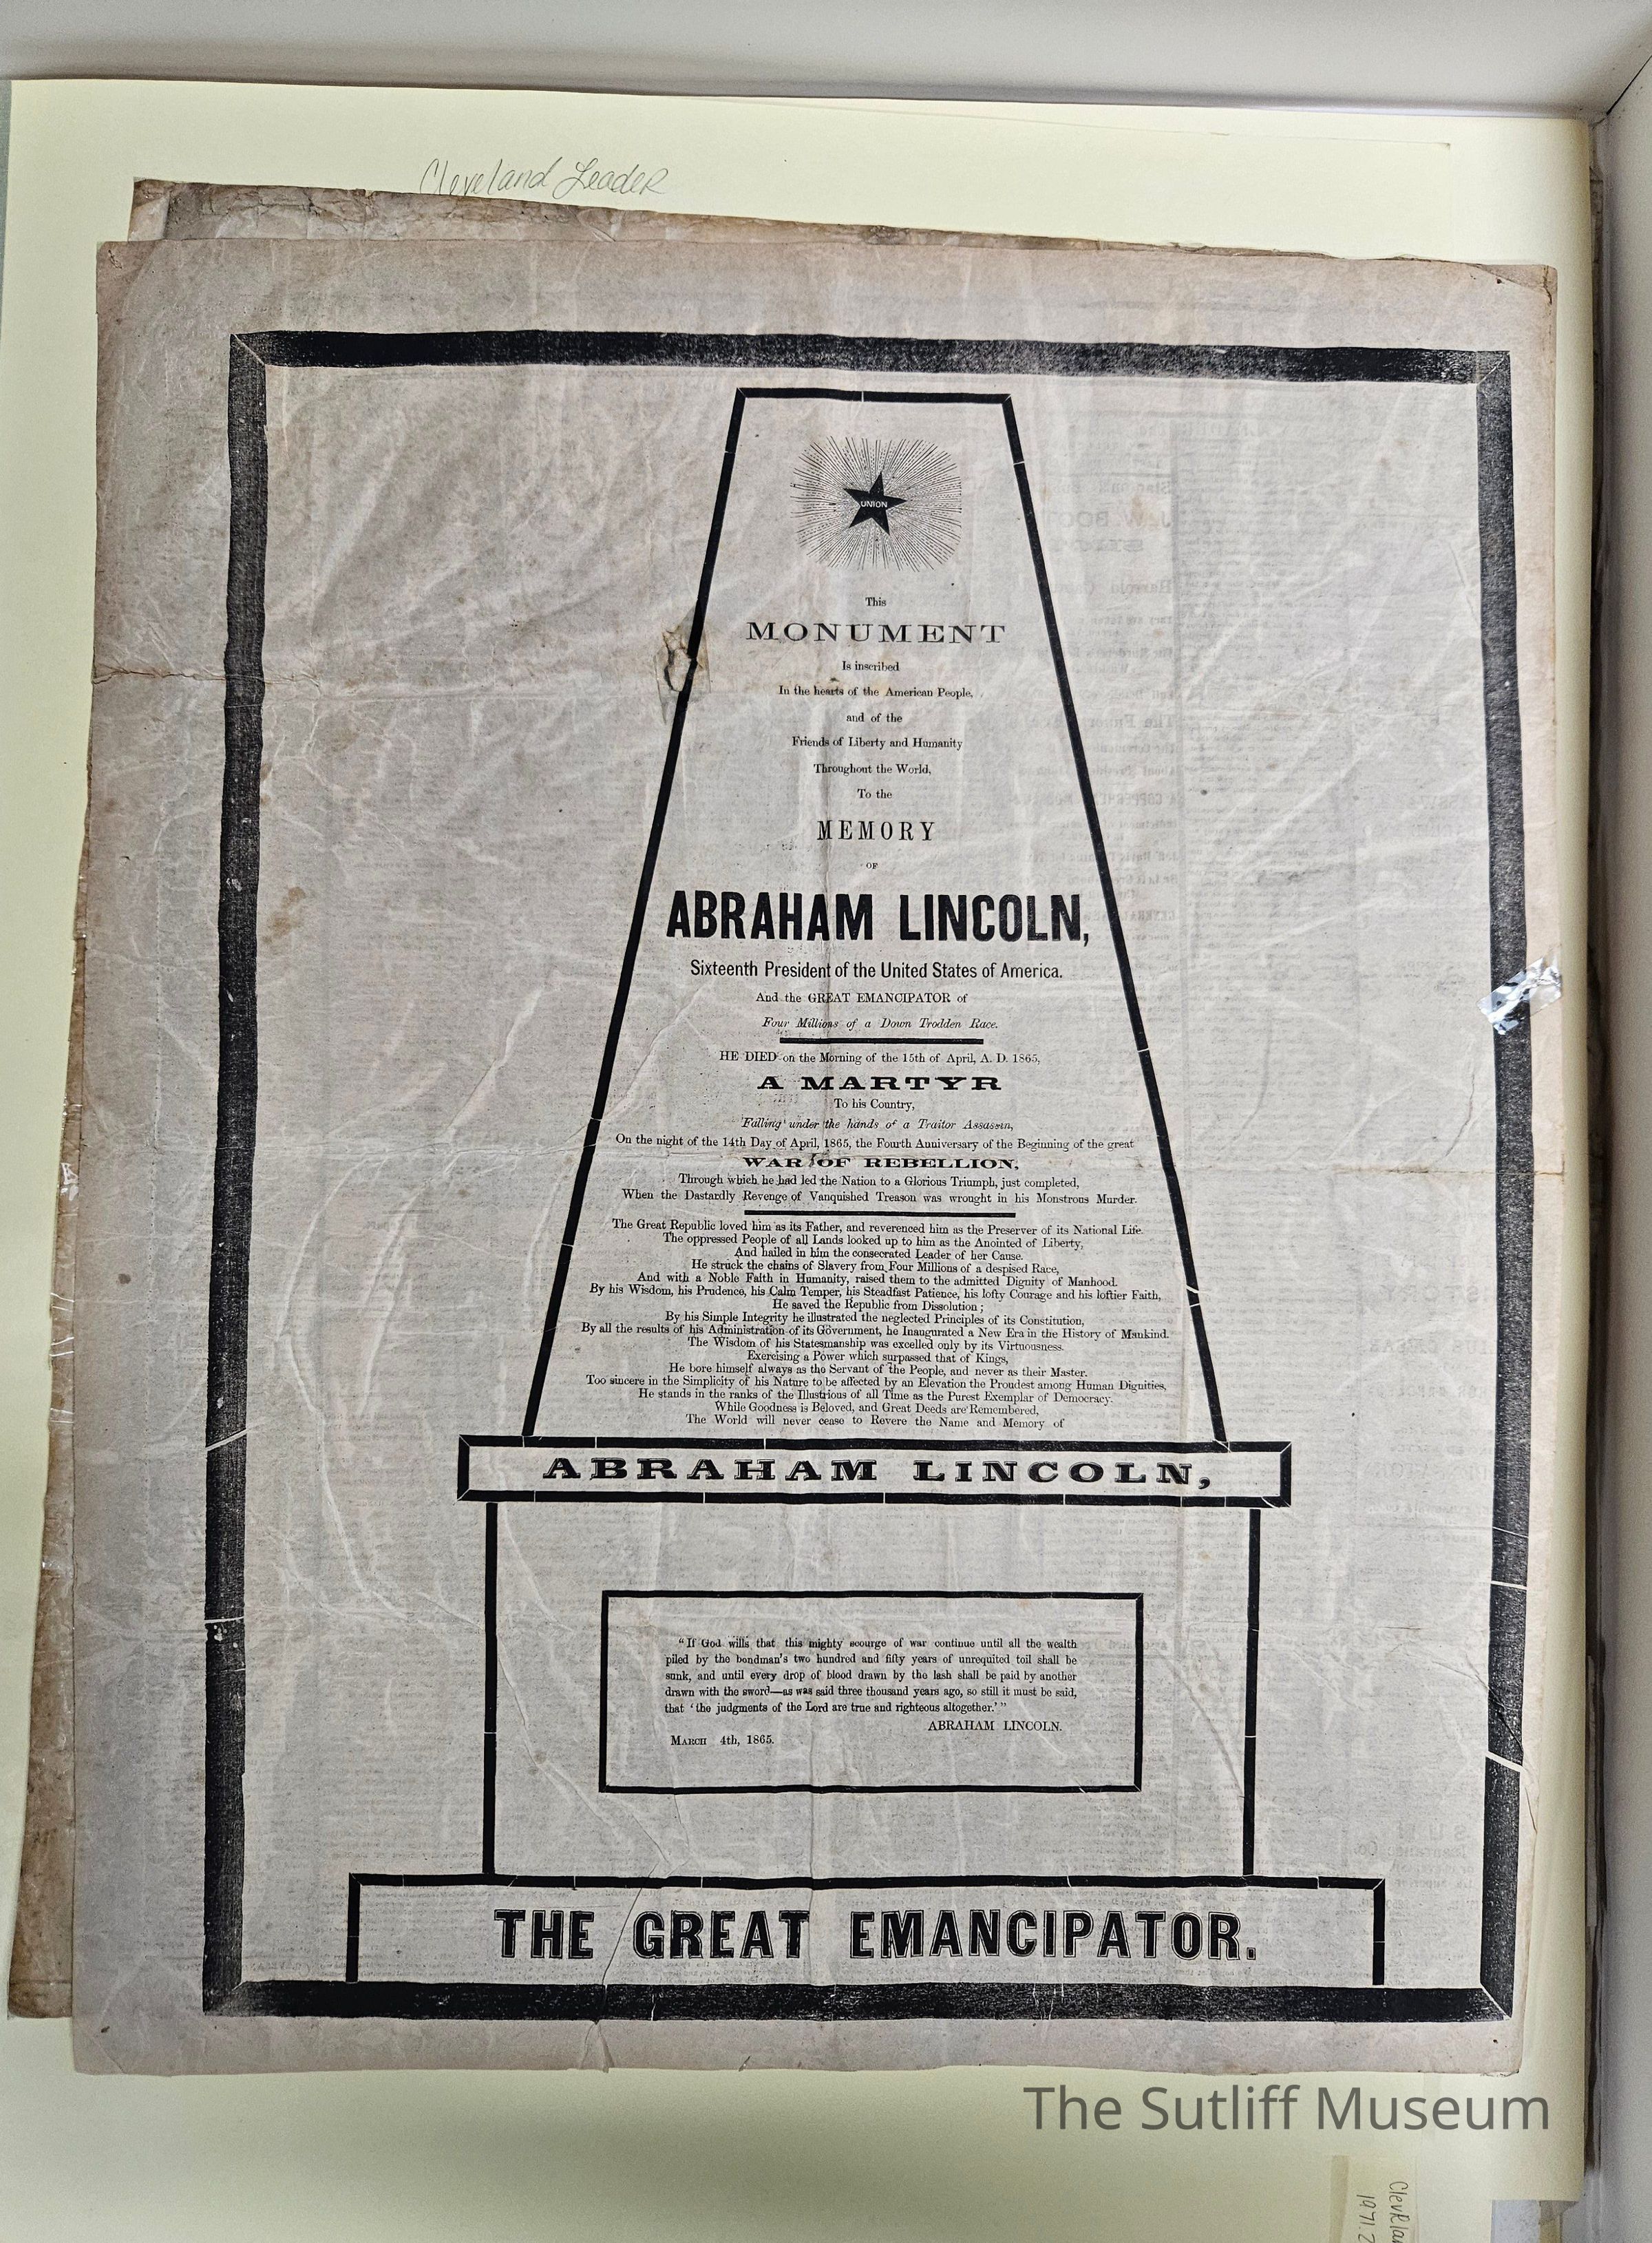 Cleveland Leader
UNION
This
MONUMENT
Is inscribed
In the hearts of the American People,
and of the
Friends of Liberty and Humanity
Throughout the World,
To the
MEMORY
OF
ABRAHAM LINCOLN,
Sixteenth President of the United States of America.
And the GREAT EMANCIPATOR of
Four Millions of a Down Trodden Race.
HE DIED on the Morning of the 15th of April, A. D. 1865,
A MARTYR
To his Country,
Falling under the hands of a Traitor Assassin,
On the night of the 14th Day of April, 1865, the Fourth Anniversary of the Beginning of the great
WAR OF REBELLION,
Through which he had led the Nation to a Glorious Triumph, just completed,
When the Dastardly Revenge of Vanquished Treason was wrought in his Monstrous Murder.
The Great Republic loved him as its Father, and reverenced him as the Preserver of its National Life.
The oppressed People of all Lands looked up to him as the Anointed of Liberty,
And hailed in him the consecrated Leader of her Cause.
He struck the chains of Slavery from Four Millions of a despised Race,
And with a Noble Faith in Humanity, raised them to the admitted Dignity of Manhood.
By his Wisdom, his Prudence, his Calm Temper, his Steadfast Patience, his lofty Courage and his loftier Faith,
He saved the Republic from Dissolution;
By his Simple Integrity he illustrated the neglected Principles of its Constitution,
By all the results of his Administration of its Government, he Inaugurated a New Era in the History of Mankind.
The Wisdom of his Statesmanship was excelled only by its Virtuousness.
Exercising a Power which surpassed that of Kings,
He bore himself always as the Servant of the People, and never as their Master.
Too sincere in the Simplicity of his Nature to be affected by an Elevation the Proudest among Human Dignities,
He stands in the ranks of the Illustrious of all Time as the Purest Exemplar of Democracy.
While Goodness is Beloved, and Great Deeds are Remembered,
The World will never cease to Revere the Name and Memory of
ABRAHAM LINCOLN,
"If God wills that this mighty scourge of war continue until all the wealth
piled by the bondman's two hundred and fifty years of unrequited toil shall be
sunk, and until every drop of blood drawn by the lash shall be paid by another
drawn with the sword—as was said three thousand years ago, so still it must be said,
that 'the judgments of the Lord are true and righteous altogether.'"
ABRAHAM LINCOLN.
MARCH 4th, 1865.
THE GREAT EMANCIPATOR.
The Sutliff Museum
1971.2